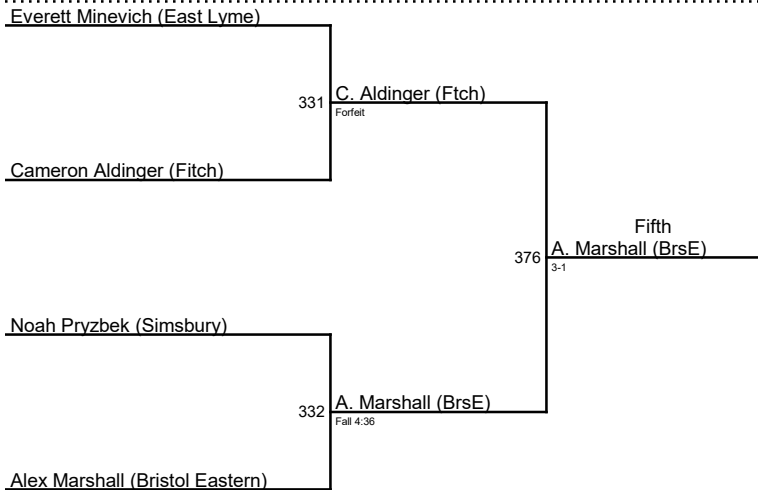 Everett Minevich (East Lyme)
331
C. Aldinger (Ftch)
Forfeit
Cameron Aldinger (Fitch)
Fifth
376
A. Marshall (BrsE)
3-1
Noah Pryzbek (Simsbury)
332
A. Marshall (BrsE)
Fall 4:36
Alex Marshall (Bristol Eastern)